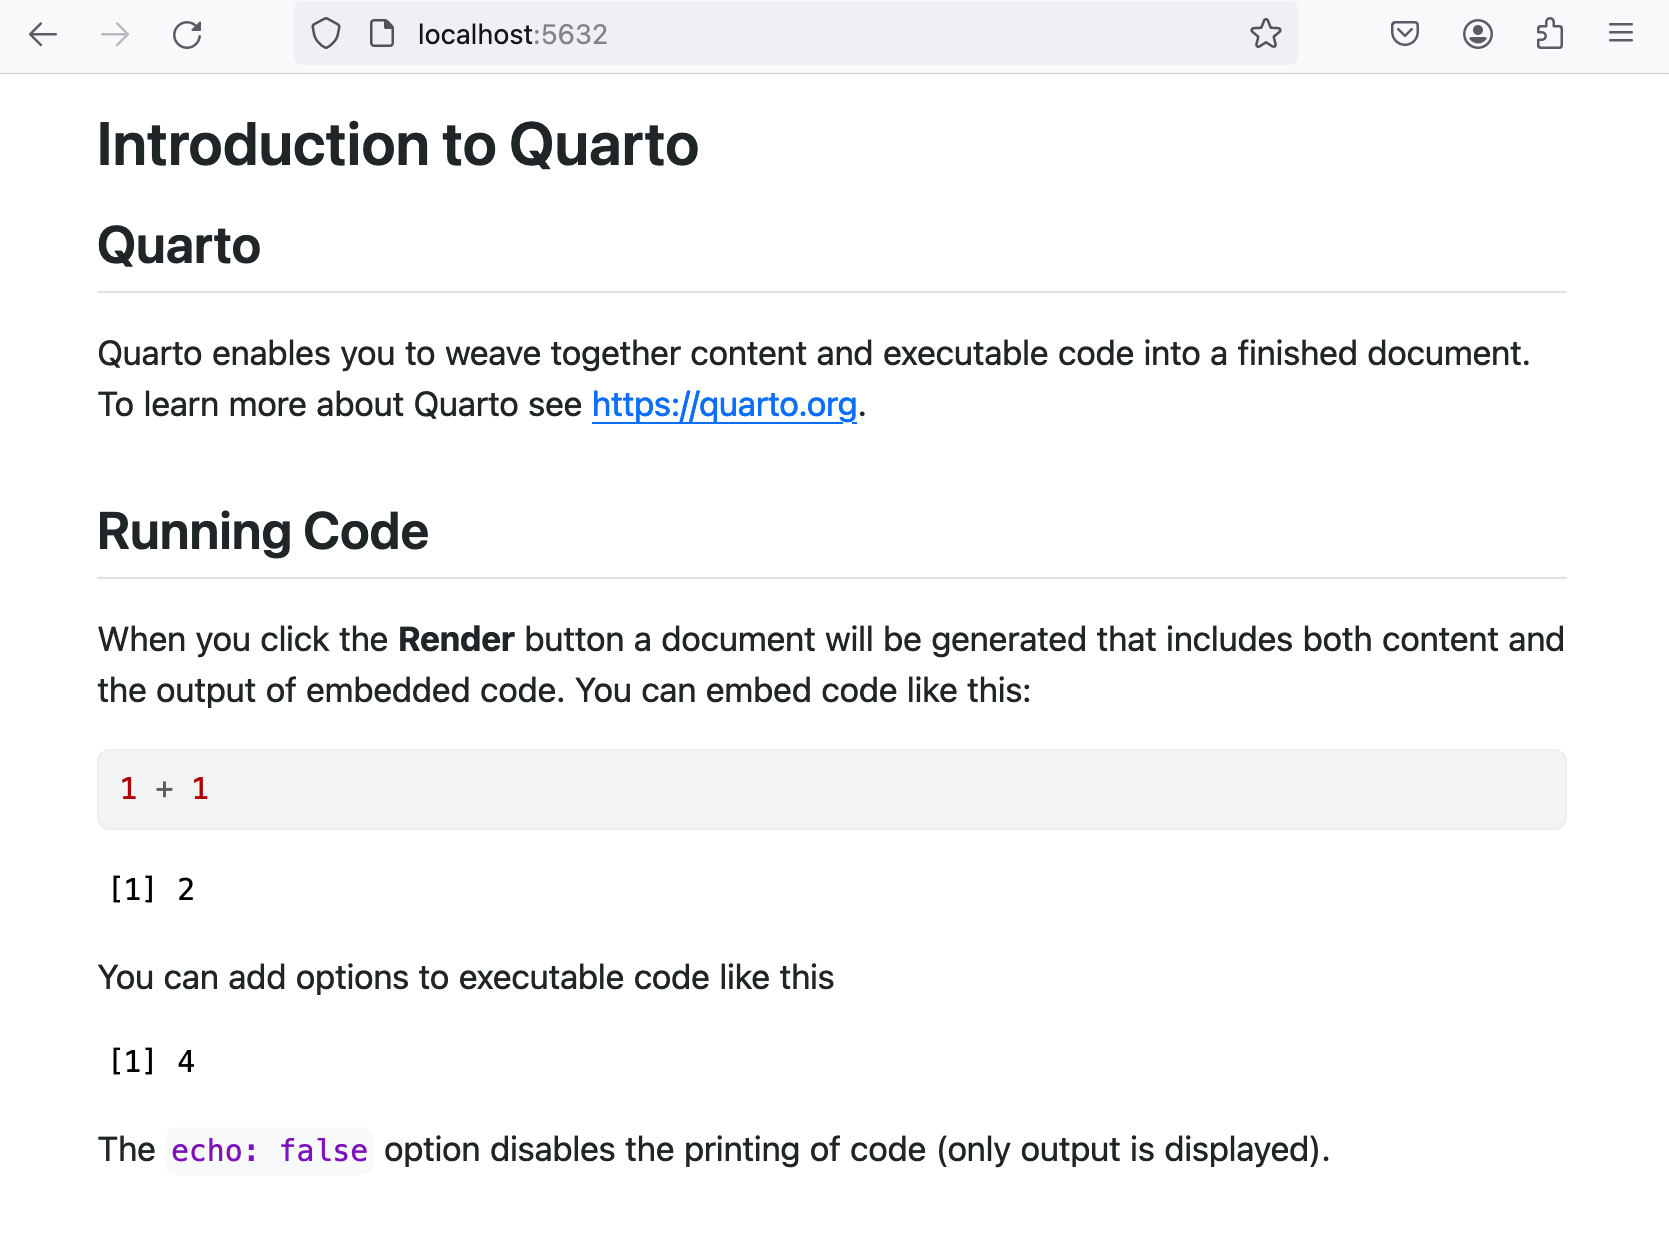 localhost:5632
Introduction to Quarto
Quarto
Quarto enables you to weave together content and executable code into a finished document.
To learn more about Quarto see https://quarto.org.
Running Code
When you click the Render button a document will be generated that includes both content and
the output of embedded code. You can embed code like this:
1 + 1
[1] 2
You can add options to executable code like this
[1] 4
The echo: false option disables the printing of code (only output is displayed).